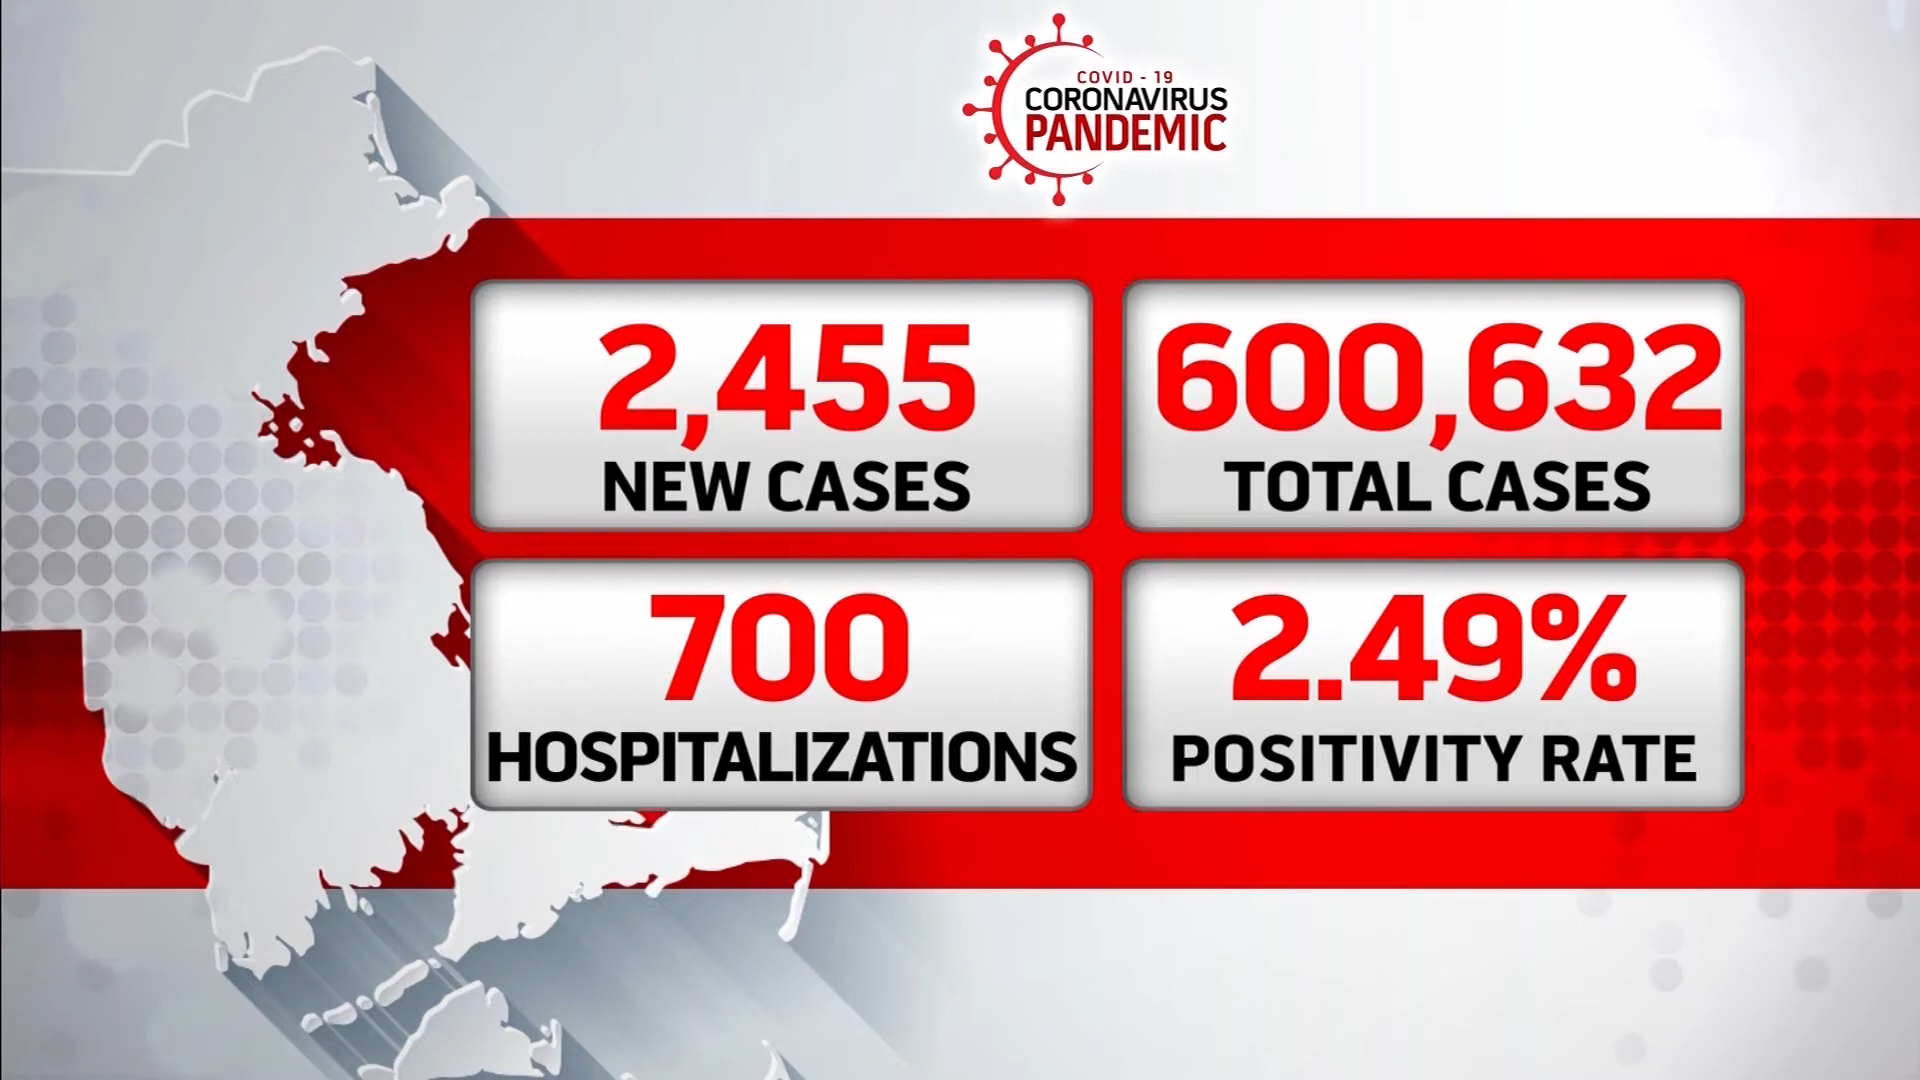 COVID - 19
CORONAVIRUS
PANDEMIC
2,455
NEW CASES
600,632
TOTAL CASES
700
HOSPITALIZATIONS
2.49%
POSITIVITY RATE